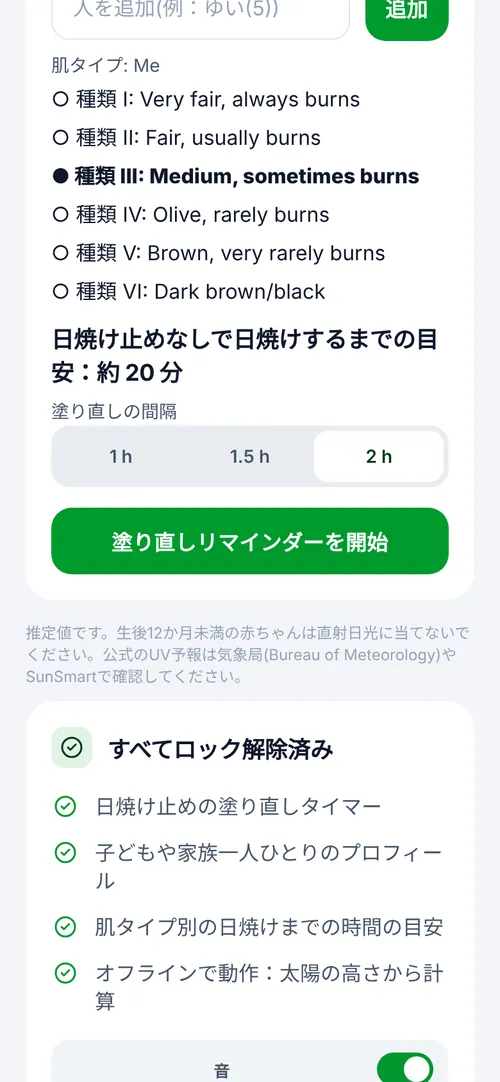 人を追加(例：ゆい(5))
追加
肌タイプ: Me
種類 I: Very fair, always burns
種類 II: Fair, usually burns
種類 III: Medium, sometimes burns
種類 IV: Olive, rarely burns
種類 V: Brown, very rarely burns
種類 VI: Dark brown/black
日焼け止めなしで日焼けするまでの目
安：約 20 分
塗り直しの間隔
1 h
1.5 h
2 h
塗り直しリマインダーを開始
推定値です。生後12か月未満の赤ちゃんは直射日光に当てないで
ください。公式のUV予報は気象局(Bureau of Meteorology)や
SunSmartで確認してください。
すべてロック解除済み
日焼け止めの塗り直しタイマー
子どもや家族一人ひとりのプロフィー
ル
肌タイプ別の日焼けまでの時間の目安
オフラインで動作：太陽の高さから計
算
音